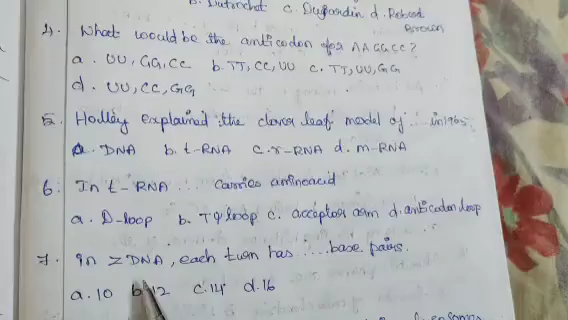 b. Dutrochet c. Dujardin d. Robert Brown
4). What would be the anticodon for AAGGCC?
a. UU, GG, CC b. TT, CC, UU c. TT, UU, GG
d. UU, CC, GG
5. Holley explained the clover leaf model of ... in 1965
a. DNA b. t-RNA c. r-RNA d. m-RNA
6: In t-RNA .... carries aminoacid
a. D-loop b. TΨ loop c. acceptor arm d. anticodon loop
7. In Z DNA, each turn has ..... base pairs.
a. 10 b. 12 c. 14 d. 16